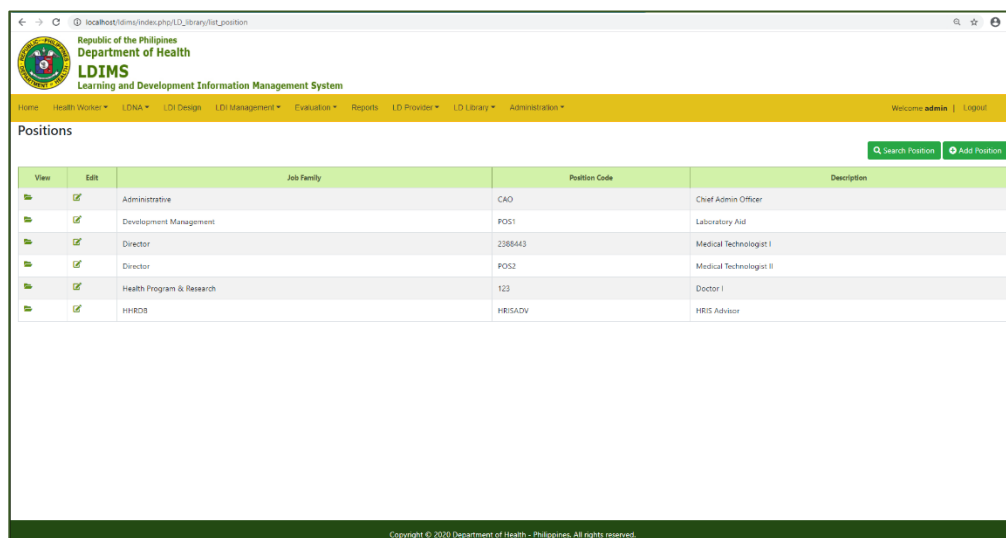 localhost/ldims/index.php/LD_library/list_position
Republic of the Philipines
Department of Health
LDIMS
Learning and Development Information Management System
Home Health Worker LDNA LDI Design LDI Management Evaluation Reports LD Provider LD Library Administration Welcome admin | Logout
Positions
Search Position Add Position
View Edit Job Family Position Code Description
Administrative CAO Chief Admin Officer
Development Management POS1 Laboratory Aid
Director 2388443 Medical Technologist I
Director POS2 Medical Technologist II
Health Program & Research 123 Doctor I
HHRDB HRISADV HRIS Advisor
Copyright © 2020 Department of Health - Philippines. All rights reserved.